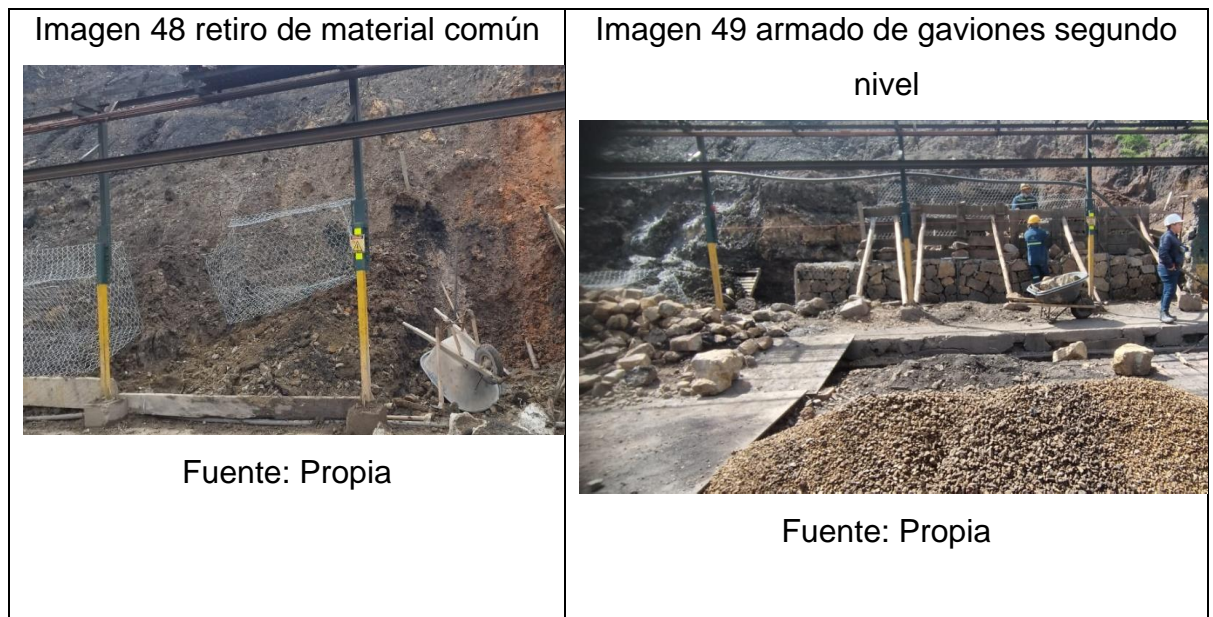 Imagen 48 retiro de material común
Fuente: Propia
Imagen 49 armado de gaviones segundo
nivel
Fuente: Propia